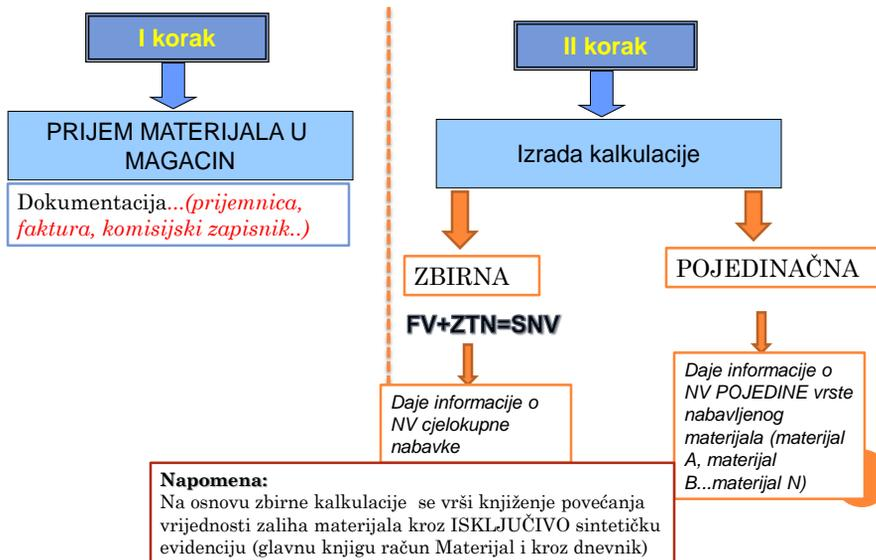 I korak
PRIJEM MATERIJALA U
MAGACIN
Dokumentacija...(prijemnica,
faktura, komisijski zapisnik..)
II korak
Izrada kalkulacije
ZBIRNA
FV+ZTN=SNV
Daje informacije o
NV cjelokupne
nabavke
POJEDINAČNA
Daje informacije o
NV POJEDINE vrste
nabavljenog
materijala (materijal
A, materijal
B...materijal N)
Napomena:
Na osnovu zbirne kalkulacije se vrši knjiženje povećanja
vrijednosti zaliha materijala kroz ISKLJUČIVO sintetičku
evidenciju (glavnu knjigu račun Materijal i kroz dnevnik)